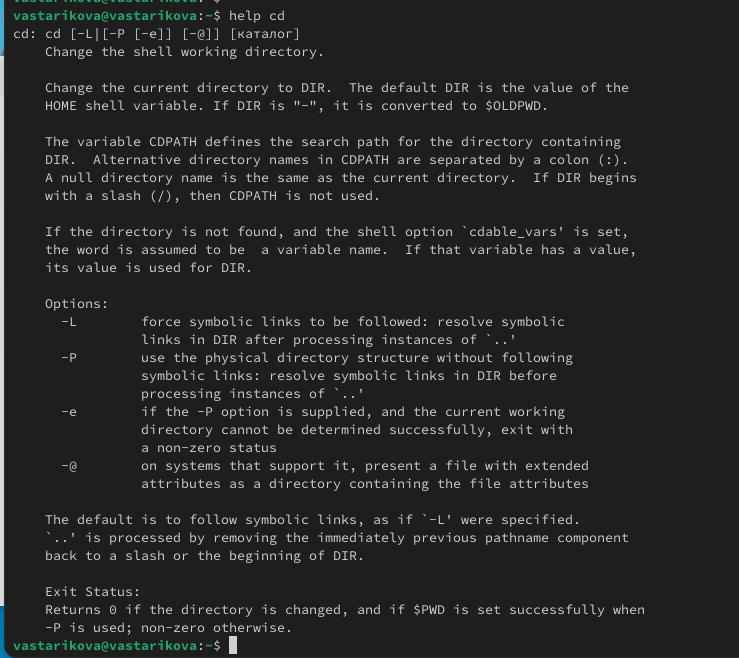 vastarikova@vastarikova:~$ help cd
cd: cd [-L|[-P [-e]] [-@]] [каталог]
    Change the shell working directory.

    Change the current directory to DIR.  The default DIR is the value of the
    HOME shell variable. If DIR is "-", it is converted to $OLDPWD.

    The variable CDPATH defines the search path for the directory containing
    DIR.  Alternative directory names in CDPATH are separated by a colon (:).
    A null directory name is the same as the current directory.  If DIR begins
    with a slash (/), then CDPATH is not used.

    If the directory is not found, and the shell option `cdable_vars' is set,
    the word is assumed to be  a variable name.  If that variable has a value,
    its value is used for DIR.

    Options:
      -L        force symbolic links to be followed: resolve symbolic
                links in DIR after processing instances of `..'
      -P        use the physical directory structure without following
                symbolic links: resolve symbolic links in DIR before
                processing instances of `..'
      -e        if the -P option is supplied, and the current working
                directory cannot be determined successfully, exit with
                a non-zero status
      -@        on systems that support it, present a file with extended
                attributes as a directory containing the file attributes

    The default is to follow symbolic links, as if `-L' were specified.
    `..' is processed by removing the immediately previous pathname component
    back to a slash or the beginning of DIR.

    Exit Status:
    Returns 0 if the directory is changed, and if $PWD is set successfully when
    -P is used; non-zero otherwise.
vastarikova@vastarikova:~$